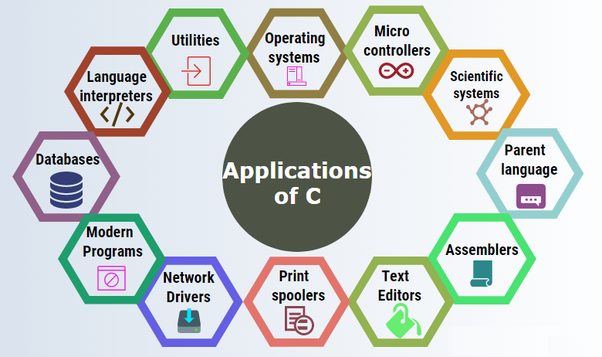 Utilities
Operating
systems
Micro
controllers
Scientific
systems
Parent
language
Assemblers
Text
Editors
Print
spoolers
Network
Drivers
Modern
Programs
Databases
Language
interpreters
Applications
of C